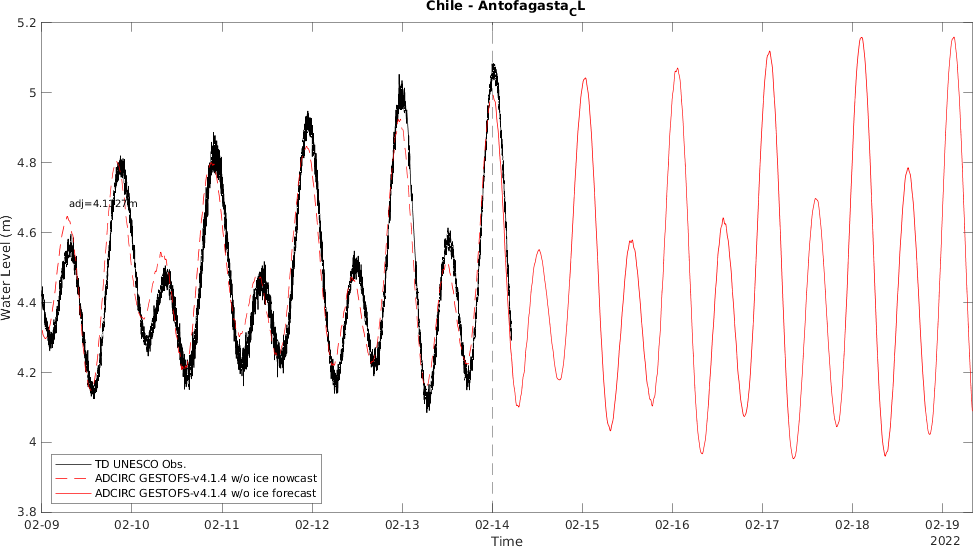 Chile - Antofagasta_CL
5.2
5
4.8
4.6
4.4
4.2
4
3.8
Water Level (m)
adj=4.1127m
TD UNESCO Obs.
ADCIRC GESTOFS-v4.1.4 w/o ice nowcast
ADCIRC GESTOFS-v4.1.4 w/o ice forecast
02-09 02-10 02-11 02-12 02-13 02-14 02-15 02-16 02-17 02-18 02-19
Time
2022